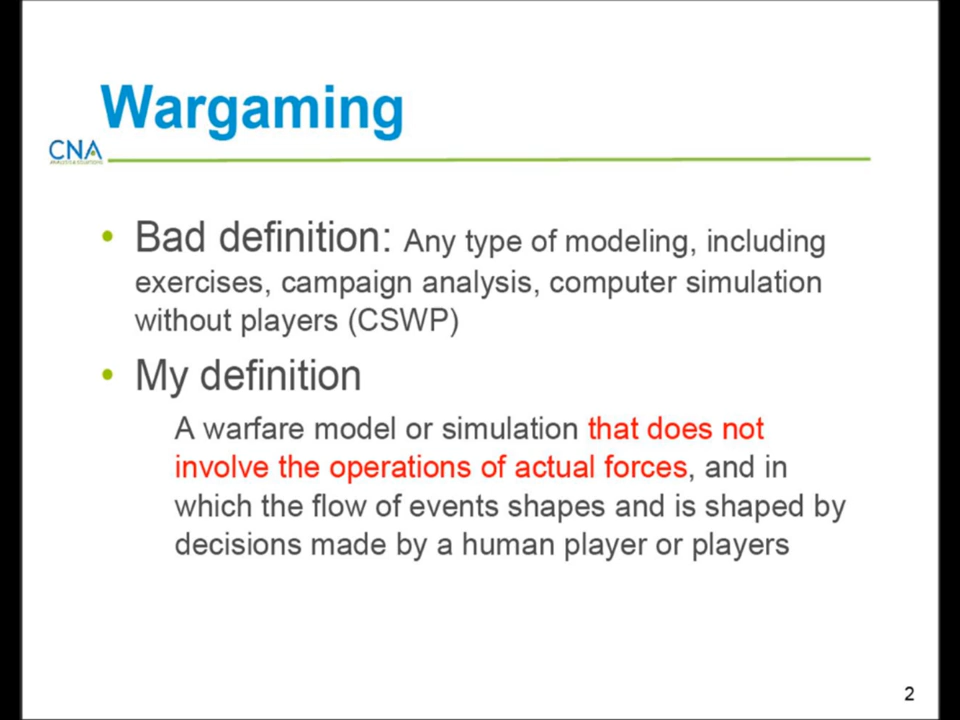 Wargaming
CNA
ANALYSIS & SOLUTIONS
• Bad definition: Any type of modeling, including
exercises, campaign analysis, computer simulation
without players (CSWP)
• My definition
A warfare model or simulation that does not
involve the operations of actual forces, and in
which the flow of events shapes and is shaped by
decisions made by a human player or players
2